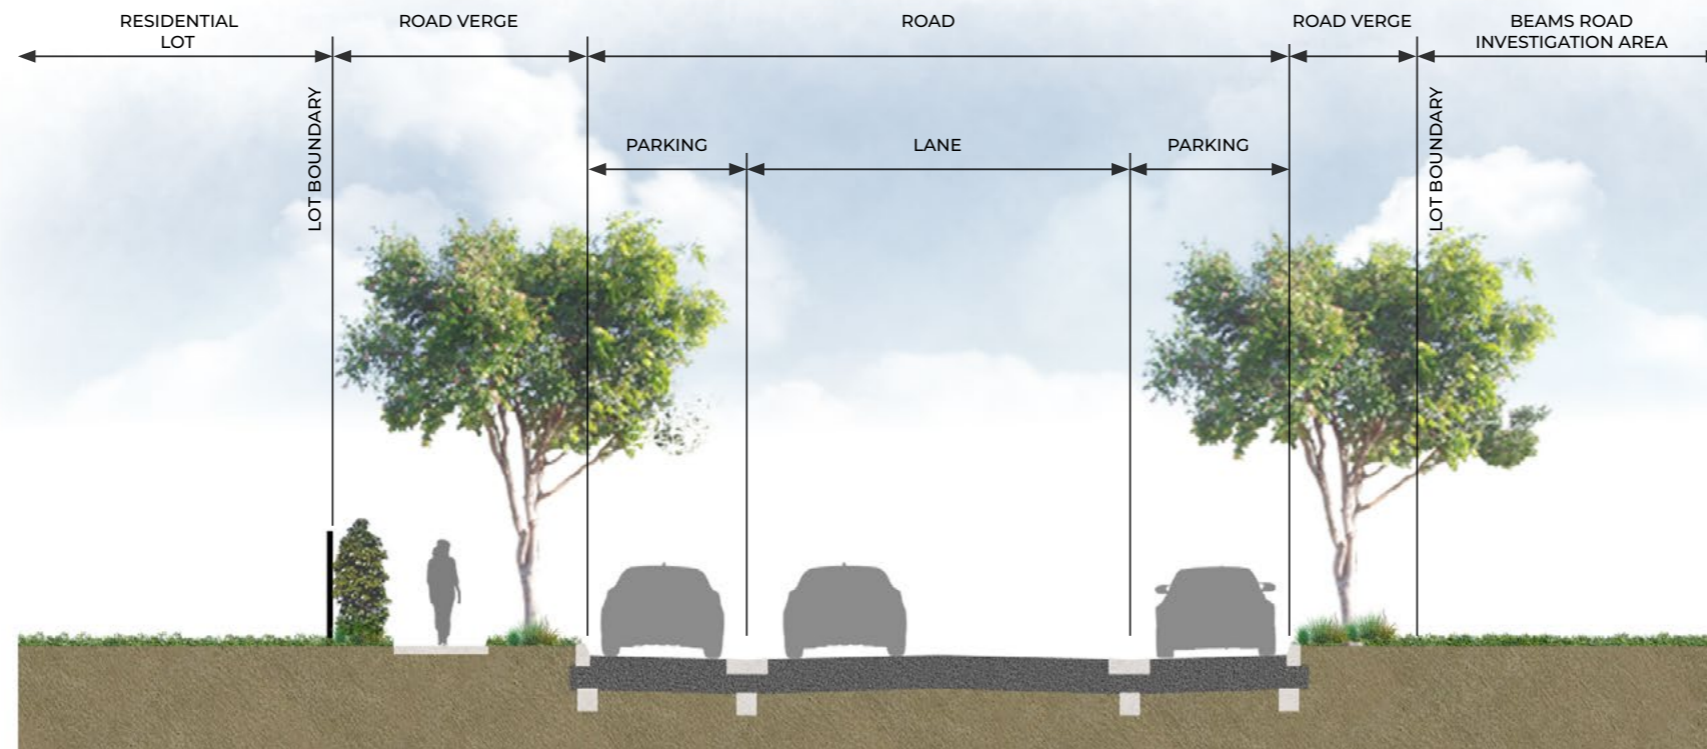 RESIDENTIAL
LOT
ROAD VERGE
ROAD
ROAD VERGE
BEAMS ROAD
INVESTIGATION AREA
LOT BOUNDARY
PARKING
LANE
PARKING
LOT BOUNDARY